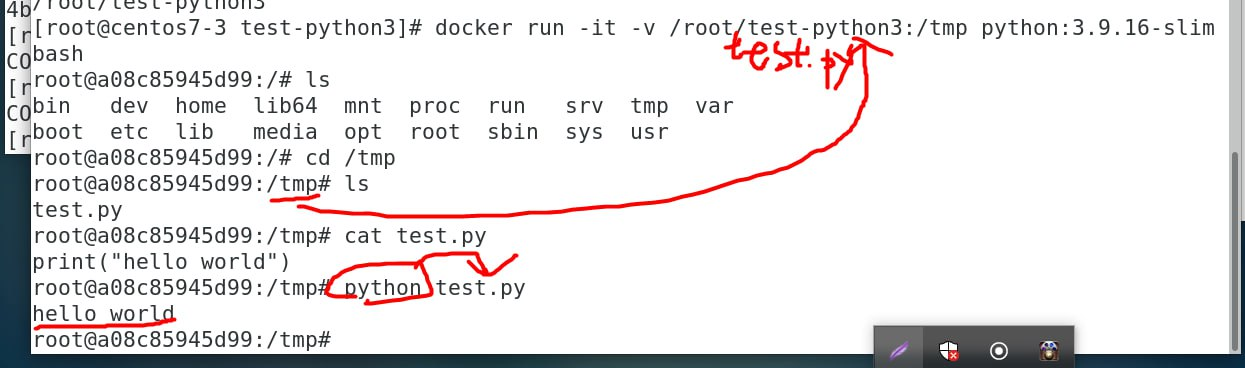 /root/test-python3
4b
[root@centos7-3 test-python3]# docker run -it -v /root/test-python3:/tmp python:3.9.16-slim
[r
bash
CO
test.py
root@a08c85945d99:/# ls
[r
bin   dev  home  lib64  mnt  proc  run   srv  tmp  var
CO
boot  etc  lib   media  opt  root  sbin  sys  usr
[r
root@a08c85945d99:/# cd /tmp
root@a08c85945d99:/tmp# ls
test.py
root@a08c85945d99:/tmp# cat test.py
print("hello world")
root@a08c85945d99:/tmp# python test.py
hello world
root@a08c85945d99:/tmp#